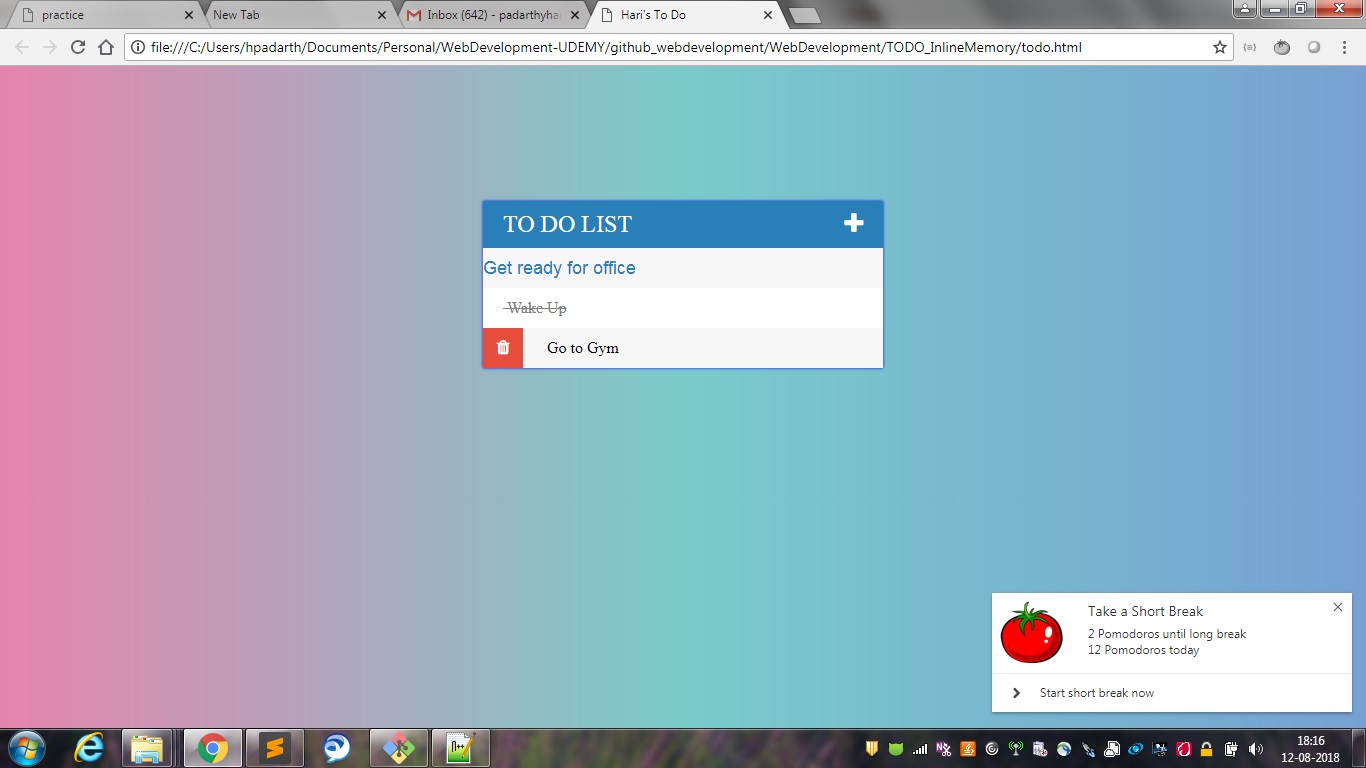 practice
New Tab
Inbox (642) - padarthyha
Hari's To Do
file:///C:/Users/hpadarth/Documents/Personal/WebDevelopment-UDEMY/github_webdevelopment/WebDevelopment/TODO_InlineMemory/todo.html
TO DO LIST
Get ready for office
Wake Up
Go to Gym
Take a Short Break
2 Pomodoros until long break
12 Pomodoros today
Start short break now
18:16
12-08-2018